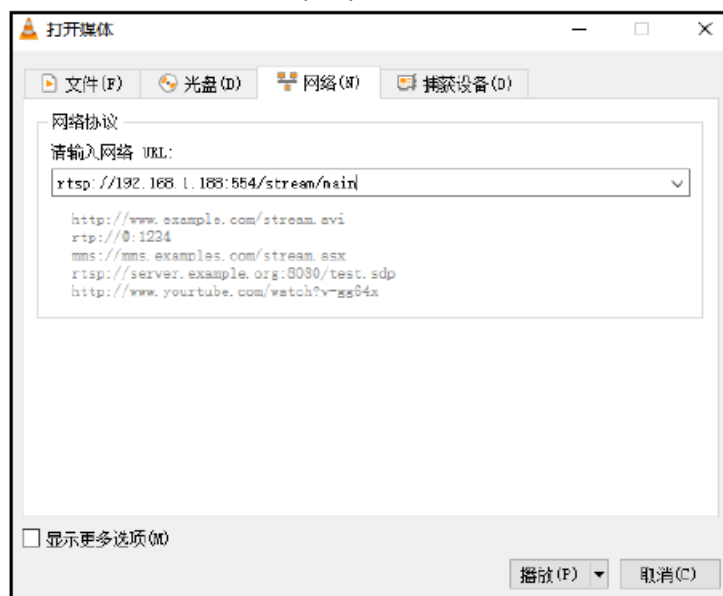 打开媒体
文件(F) 光盘(D) 网络(N) 捕获设备(D)
网络协议
请输入网络 URL:
rtsp://192.168.1.188:554/stream/main
http://www.example.com/stream.avi
rtp://@:1234
mms://mms.examples.com/stream.asx
rtsp://server.example.org:8080/test.sdp
http://www.yourtube.com/watch?v=gg64x
显示更多选项(M)
播放(P) 取消(C)